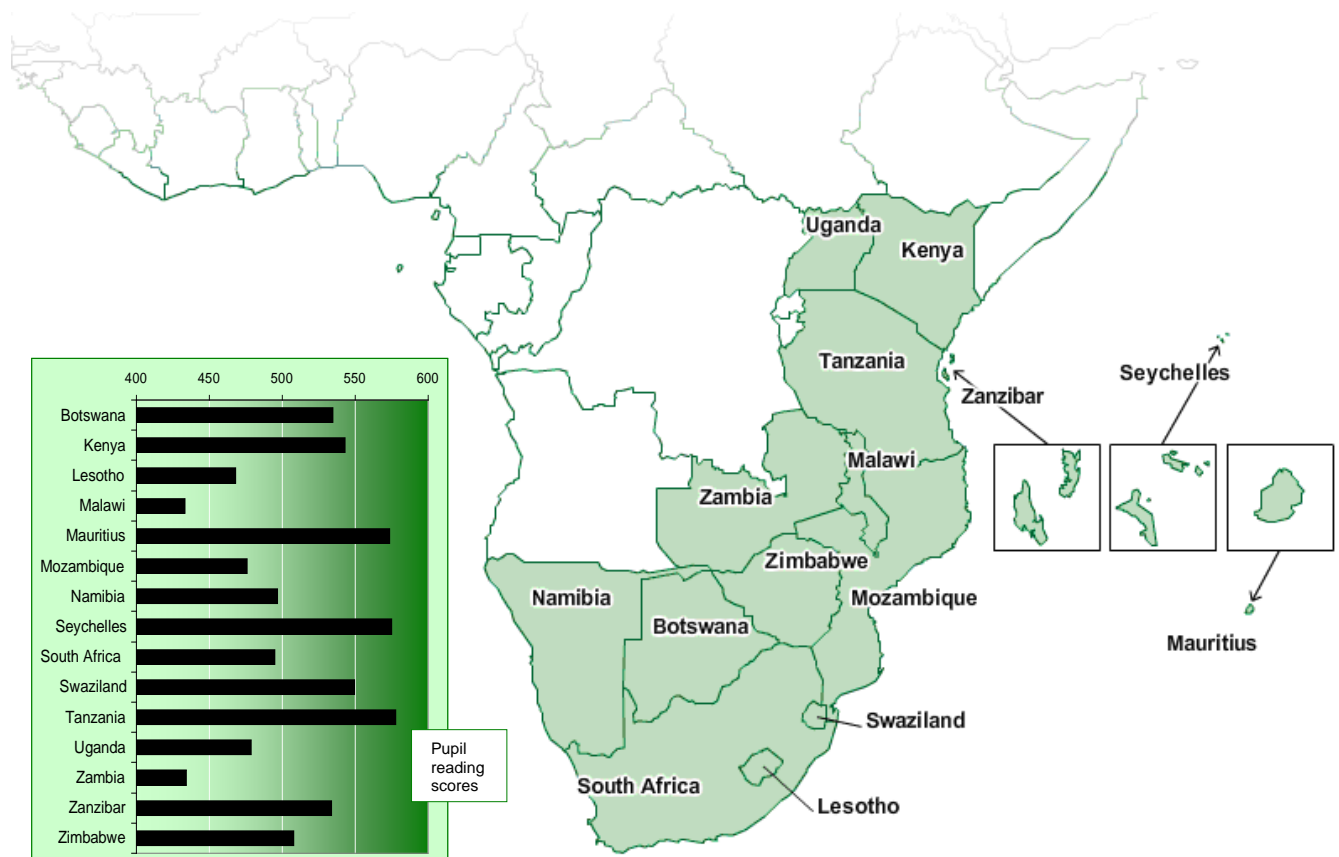 Uganda
Kenya
Tanzania
Zanzibar
Seychelles
Malawi
Zambia
Zimbabwe
Namibia
Mozambique
Botswana
Mauritius
Swaziland
South Africa
Lesotho
400 450 500 550 600
Botswana
Kenya
Lesotho
Malawi
Mauritius
Mozambique
Namibia
Seychelles
South Africa
Swaziland
Tanzania
Uganda
Zambia
Zanzibar
Zimbabwe
Pupil
reading
scores